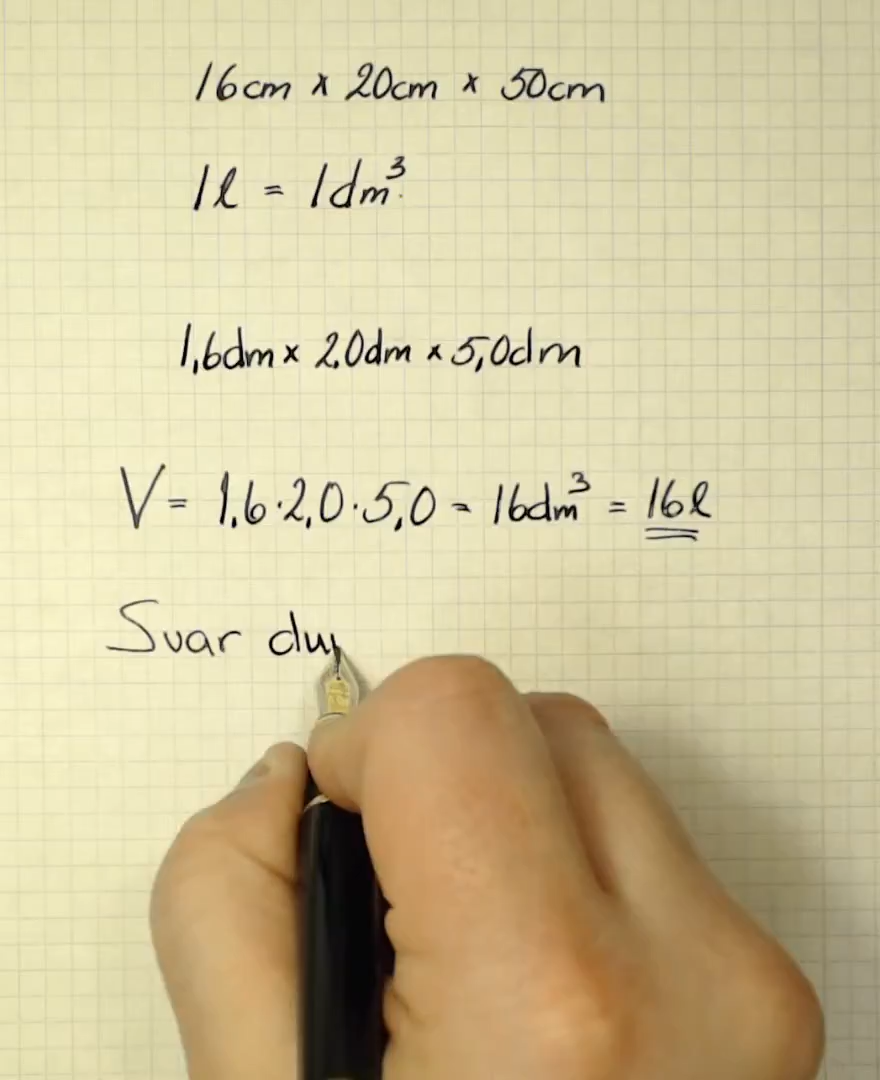 16cm x 20cm x 50cm
1l = 1dm³
1,6dm x 2,0dm x 5,0dm
V = 1,6·2,0·5,0 = 16dm³ = 16l
Svar